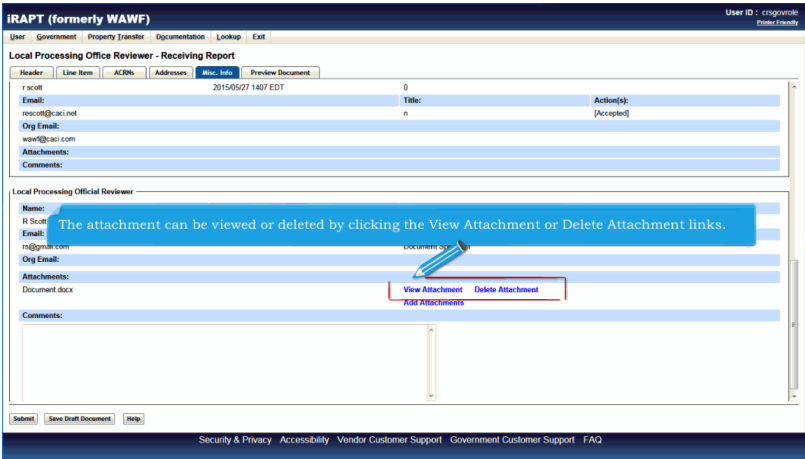 iRAPT (formerly WAWF)
User ID : crsgovrole
Printer Friendly
User Government Property Transfer Documentation Lookup Exit
Local Processing Office Reviewer - Receiving Report
Header Line Item ACRNs Addresses Misc. Info Preview Document
r scott 2015/05/27 1407 EDT 0
Email: Title: Action(s):
rescott@caci.net n [Accepted]
Org Email:
wawf@caci.com
Attachments:
Comments:
Local Processing Official Reviewer
Name:
R Scott
The attachment can be viewed or deleted by clicking the View Attachment or Delete Attachment links.
Email:
rs@gmail.com Document
Org Email:
Attachments:
Document.docx View Attachment Delete Attachment
Add Attachments
Comments:
Submit Save Draft Document Help
Security & Privacy Accessibility Vendor Customer Support Government Customer Support FAQ